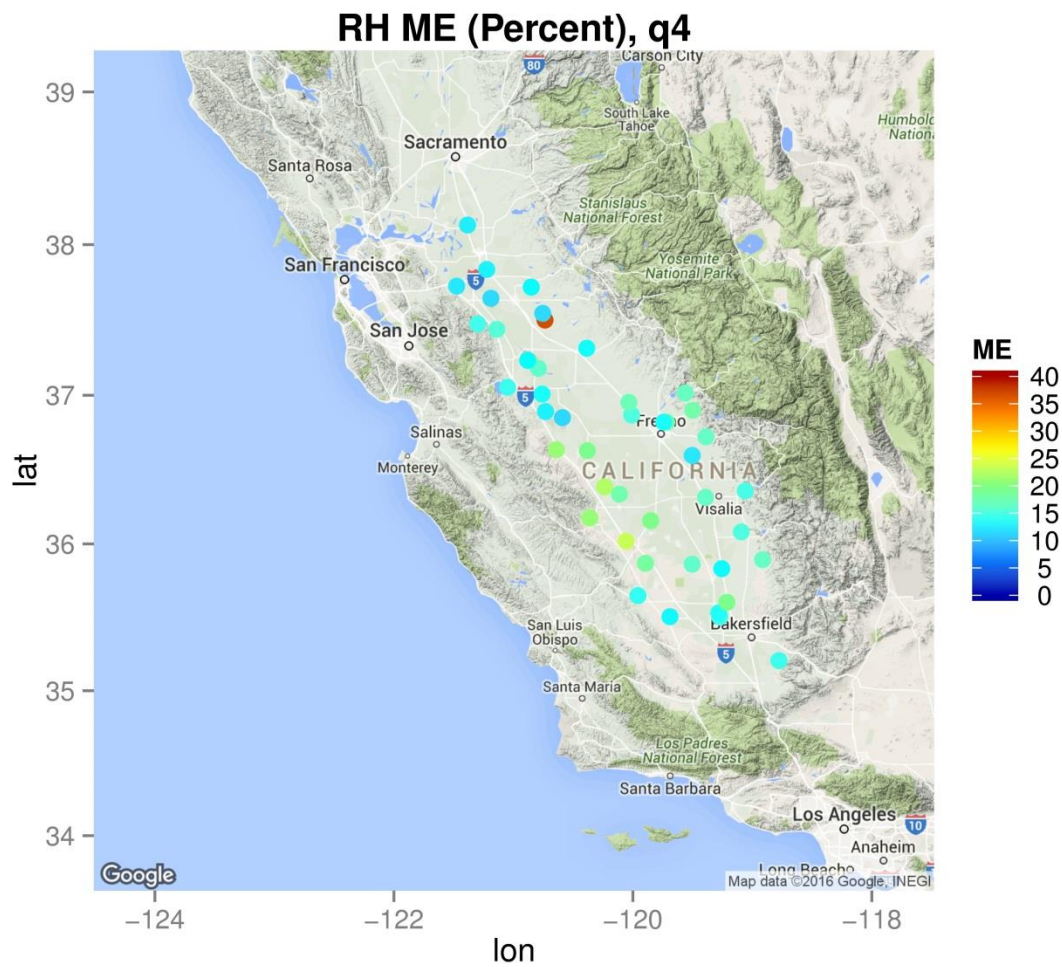 RH ME (Percent), q4
80
Carson City
39
South Lake
Tahoe
Humbol
Nation
Sacramento
Santa Rosa
Stanislaus
National Forest
38
San Francisco
5
Yosemite
National Park
San Jose
ME
40
37
5
35
30
Salinas
Fresno
25
Monterey
CALIFORNIA
20
lat
Visalia
15
10
36
5
0
San Luis
Obispo
Bakersfield
5
35
Santa Maria
Los Padres
National Forest
Santa Barbara
Los Angeles
10
34
Anaheim
Long Beach
Google
Map data ©2016 Google, INEGI
−124
−122
−120
−118
lon